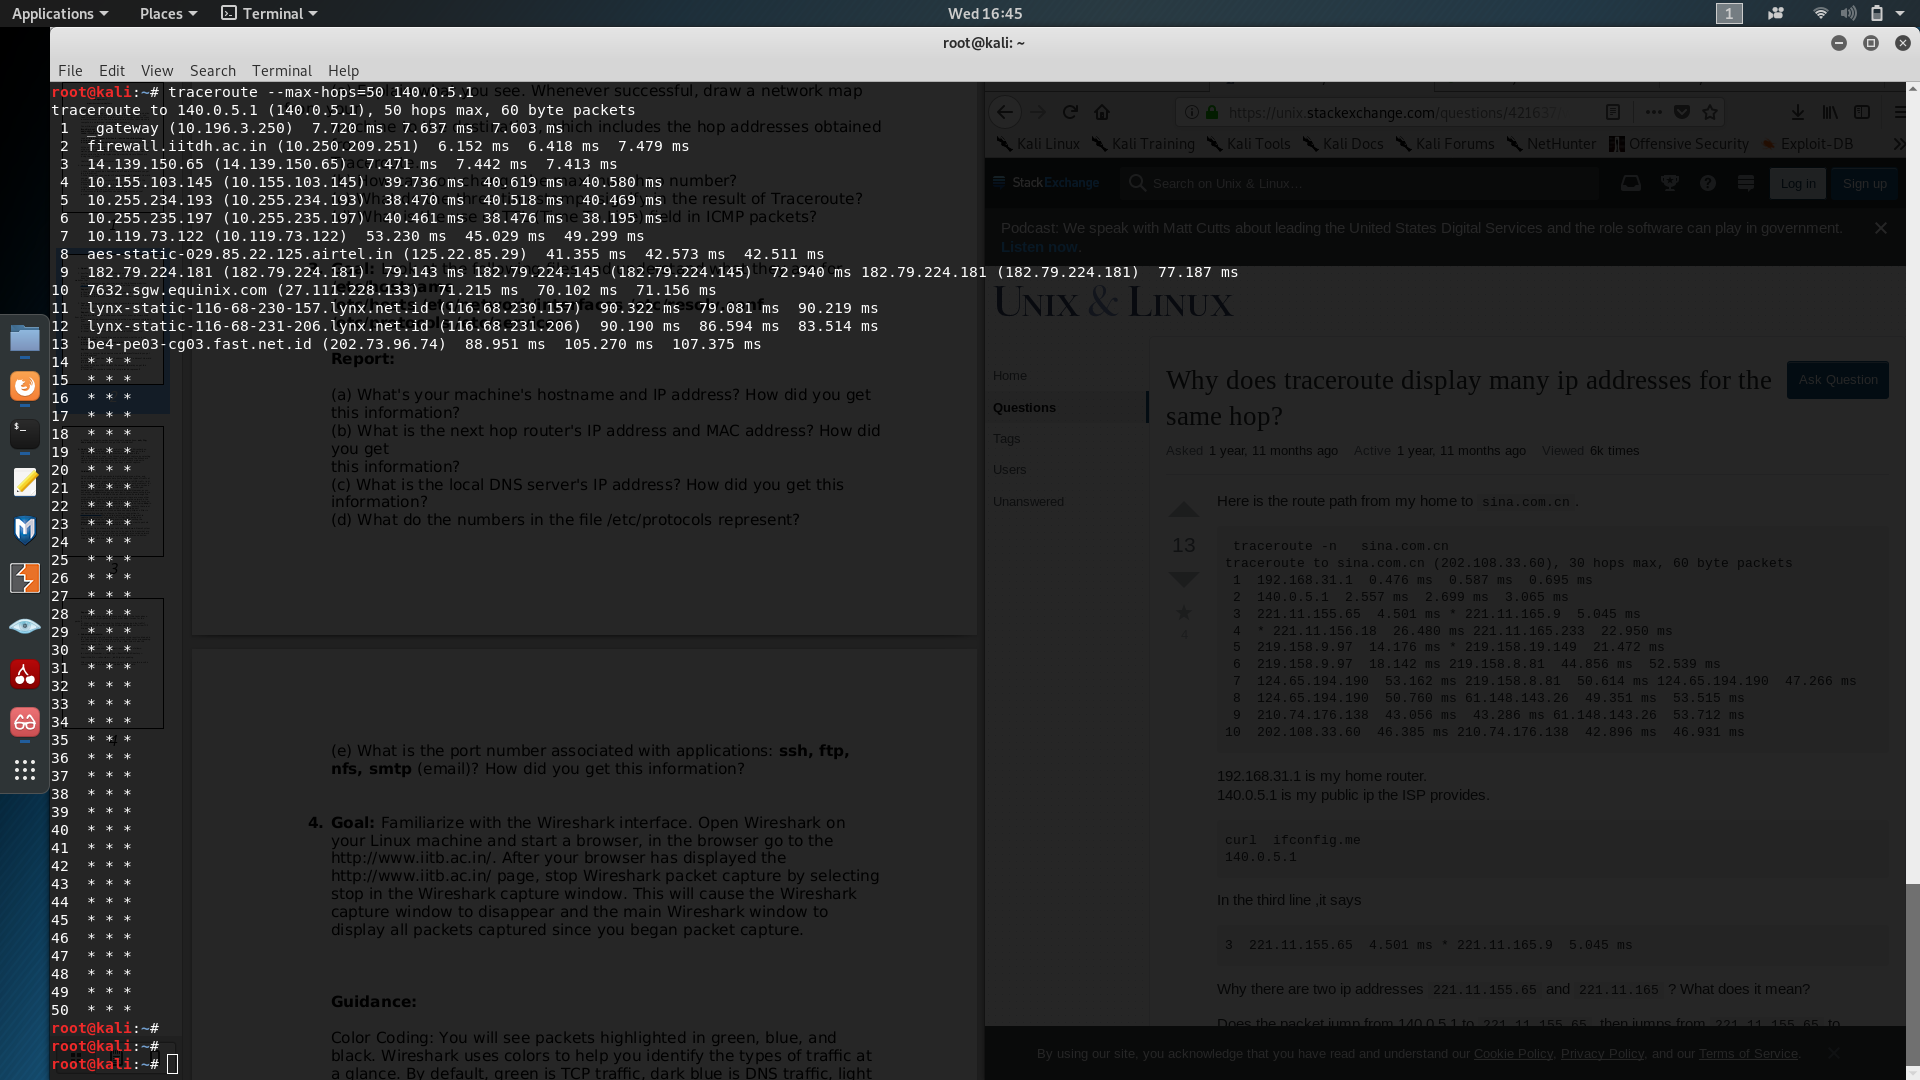 Applications
Places
Terminal
Wed 16:45
1
root@kali: ~
File Edit View Search Terminal Help
root@kali:~# traceroute --max-hops=50 140.0.5.1
traceroute to 140.0.5.1 (140.0.5.1), 50 hops max, 60 byte packets
1 _gateway (10.196.3.250) 7.720 ms 7.637 ms 7.603 ms
2 firewall.iitdh.ac.in (10.250.209.251) 6.152 ms 6.418 ms 7.479 ms
3 14.139.150.65 (14.139.150.65) 7.471 ms 7.442 ms 7.413 ms
4 10.155.103.145 (10.155.103.145) 39.736 ms 40.619 ms 40.580 ms
5 10.255.234.193 (10.255.234.193) 38.470 ms 40.518 ms 40.469 ms
6 10.255.235.197 (10.255.235.197) 40.461 ms 38.476 ms 38.195 ms
7 10.119.73.122 (10.119.73.122) 53.230 ms 45.029 ms 49.299 ms
8 aes-static-029.85.22.125.airtel.in (125.22.85.29) 41.355 ms 42.573 ms 42.511 ms
9 182.79.224.181 (182.79.224.181) 79.143 ms 182.79.224.145 (182.79.224.145) 72.940 ms 182.79.224.181 (182.79.224.181) 77.187 ms
10 7632.sgw.equinix.com (27.111.228.153) 71.215 ms 70.102 ms 71.156 ms
11 lynx-static-116-68-230-157.lynx.net.id (116.68.230.157) 90.322 ms 79.081 ms 90.219 ms
12 lynx-static-116-68-231-206.lynx.net.id (116.68.231.206) 90.190 ms 86.594 ms 83.514 ms
13 be4-pe03-cg03.fast.net.id (202.73.96.74) 88.951 ms 105.270 ms 107.375 ms
14 * * *
15 * * *
16 * * *
17 * * *
18 * * *
19 * * *
20 * * *
21 * * *
22 * * *
23 * * *
24 * * *
25 * * *
26 * * *
27 * * *
28 * * *
29 * * *
30 * * *
31 * * *
32 * * *
33 * * *
34 * * *
35 * * *
36 * * *
37 * * *
38 * * *
39 * * *
40 * * *
41 * * *
42 * * *
43 * * *
44 * * *
45 * * *
46 * * *
47 * * *
48 * * *
49 * * *
50 * * *
root@kali:~#
root@kali:~#
root@kali:~#
you see. Whenever successful, draw a network map
which includes the hop addresses obtained
Report:
(a) What's your machine's hostname and IP address? How did you get
this information?
(b) What is the next hop router's IP address and MAC address? How did
you get
this information?
(c) What is the local DNS server's IP address? How did you get this
information?
(d) What do the numbers in the file /etc/protocols represent?
(e) What is the port number associated with applications: ssh, ftp,
nfs, smtp (email)? How did you get this information?
4. Goal: Familiarize with the Wireshark interface. Open Wireshark on
your Linux machine and start a browser, in the browser go to the
http://www.iitb.ac.in/. After your browser has displayed the
http://www.iitb.ac.in/ page, stop Wireshark packet capture by selecting
stop in the Wireshark capture window. This will cause the Wireshark
capture window to disappear and the main Wireshark window to
display all packets captured since you began packet capture.
Guidance:
Color Coding: You will see packets highlighted in green, blue, and
black. Wireshark uses colors to help you identify the types of traffic at
a glance. By default, green is TCP traffic, dark blue is DNS traffic, light
https://unix.stackexchange.com/questions/42163
Kali Linux
Kali Training
Kali Tools
Kali Docs
Kali Forums
NetHunter
Offensive Security
Exploit-DB
StackExchange
Search on Unix & Linux…
Log in
Sign up
Podcast: We speak with Matt Cutts about leading the United States Digital Services and the role software can play in government.
Listen now.
UNIX & LINUX
Home
Questions
Tags
Users
Unanswered
Why does traceroute display many ip addresses for the
same hop?
Ask Question
Asked 1 year, 11 months ago Active 1 year, 11 months ago Viewed 6k times
13
4
Here is the route path from my home to sina.com.cn .
traceroute -n sina.com.cn
traceroute to sina.com.cn (202.108.33.60), 30 hops max, 60 byte packets
1 192.168.31.1 0.476 ms 0.587 ms 0.695 ms
2 140.0.5.1 2.557 ms 2.699 ms 3.065 ms
3 221.11.155.65 4.501 ms * 221.11.165.9 5.045 ms
4 * 221.11.156.18 26.480 ms 221.11.165.233 22.950 ms
5 219.158.9.97 14.176 ms * 219.158.19.149 21.472 ms
6 219.158.9.97 18.142 ms 219.158.8.81 44.856 ms 52.539 ms
7 124.65.194.190 53.162 ms 219.158.8.81 50.614 ms 124.65.194.190 47.266 ms
8 124.65.194.190 50.760 ms 61.148.143.26 49.351 ms 53.515 ms
9 210.74.176.138 43.056 ms 43.286 ms 61.148.143.26 53.712 ms
10 202.108.33.60 46.385 ms 210.74.176.138 42.896 ms 46.931 ms
192.168.31.1 is my home router.
140.0.5.1 is my public ip the ISP provides.
curl ifconfig.me
140.0.5.1
In the third line ,it says
3 221.11.155.65 4.501 ms * 221.11.165.9 5.045 ms
Why there are two ip addresses 221.11.155.65 and 221.11.165 ? What does it mean?
Does the packet jump from 140.0.5.1 to 221.11.155.65, then jumps from 221.11.155.65 to
By using our site, you acknowledge that you have read and understand our Cookie Policy, Privacy Policy, and our Terms of Service.